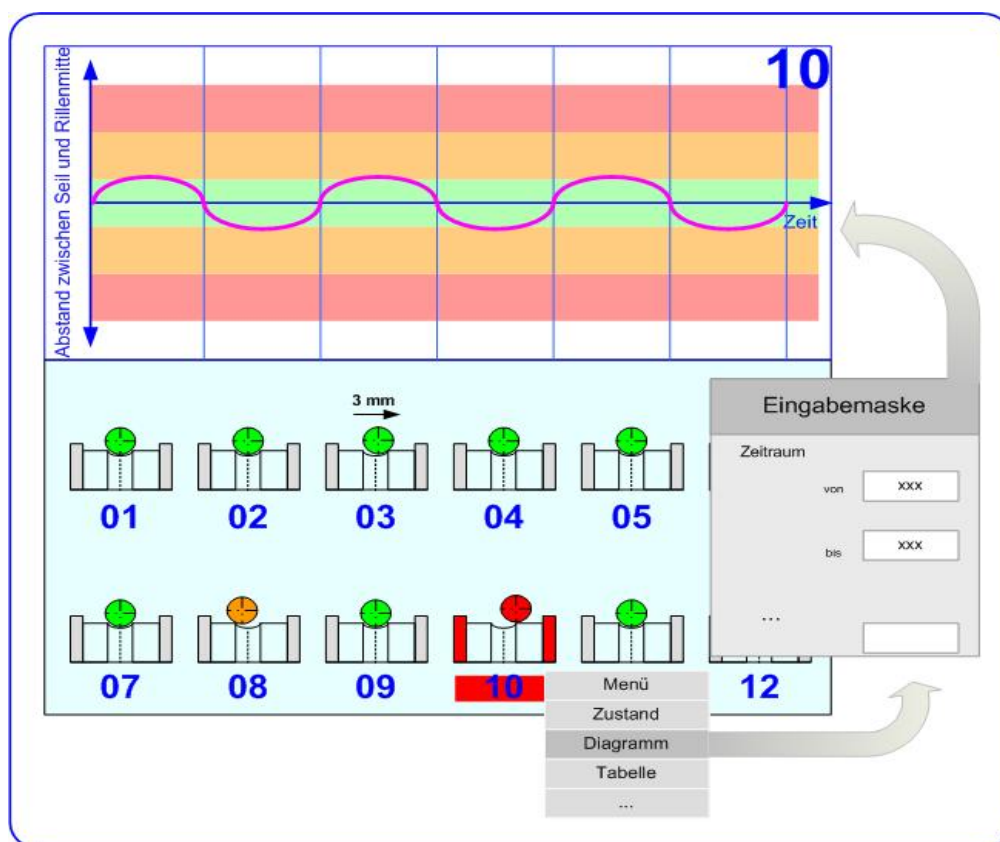 10
Abstand zwischen Seil und Rillenmitte
Zeit
3 mm
01
02
03
04
05
07
08
09
10
12
Eingabemaske
Zeitraum
von
xxx
bis
xxx
...
Menü
Zustand
Diagramm
Tabelle
...